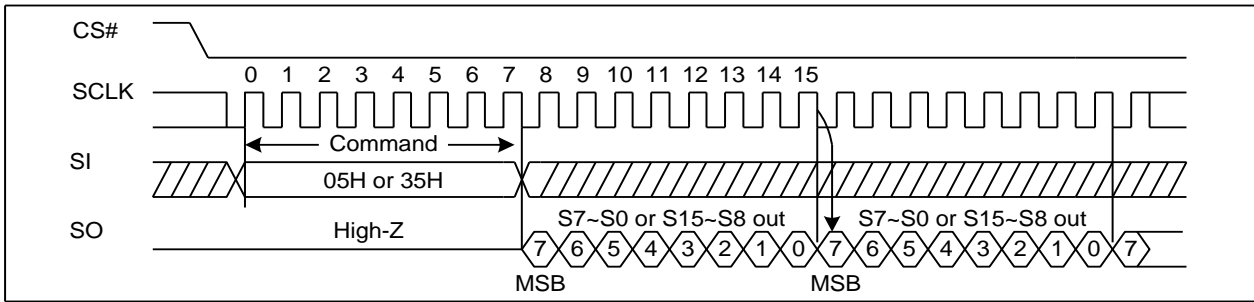 CS#
0 1 2 3 4 5 6 7 8 9 10 11 12 13 14 15
SCLK
Command
SI
05H or 35H
S7~S0 or S15~S8 out S7~S0 or S15~S8 out
SO
High-Z
7 6 5 4 3 2 1 0 7 6 5 4 3 2 1 0 7
MSB MSB